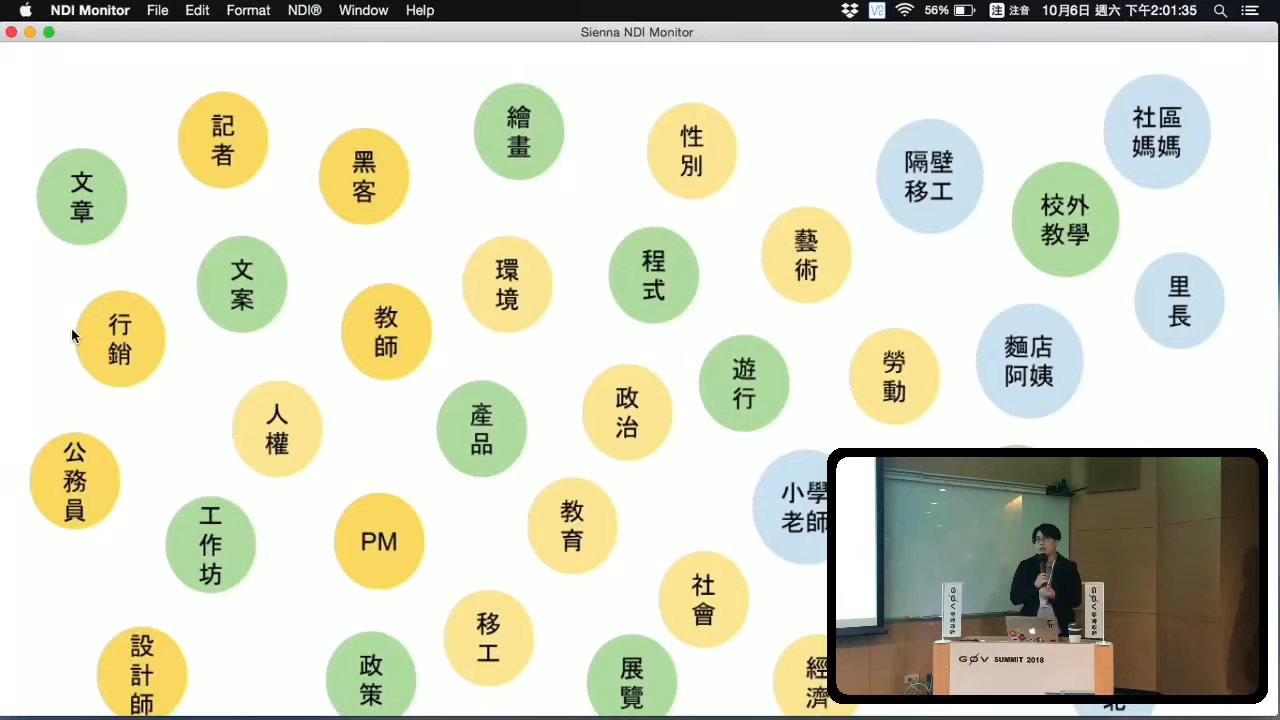 NDI Monitor File Edit Format NDI® Window Help
V2 56% 注 注音 10月6日 週六 下午2:01:35
Sienna NDI Monitor
社區
媽媽
記者
繪畫
性別
黑客
隔壁
移工
文章
校外
教學
藝術
程式
文案
環境
里長
教師
行銷
麵店
阿姨
遊行
勞動
政治
人權
產品
公務員
小學
老師
教育
PM
工作坊
社會
移工
設計師
政策
展覽
經濟
GØV SUMMIT 2018